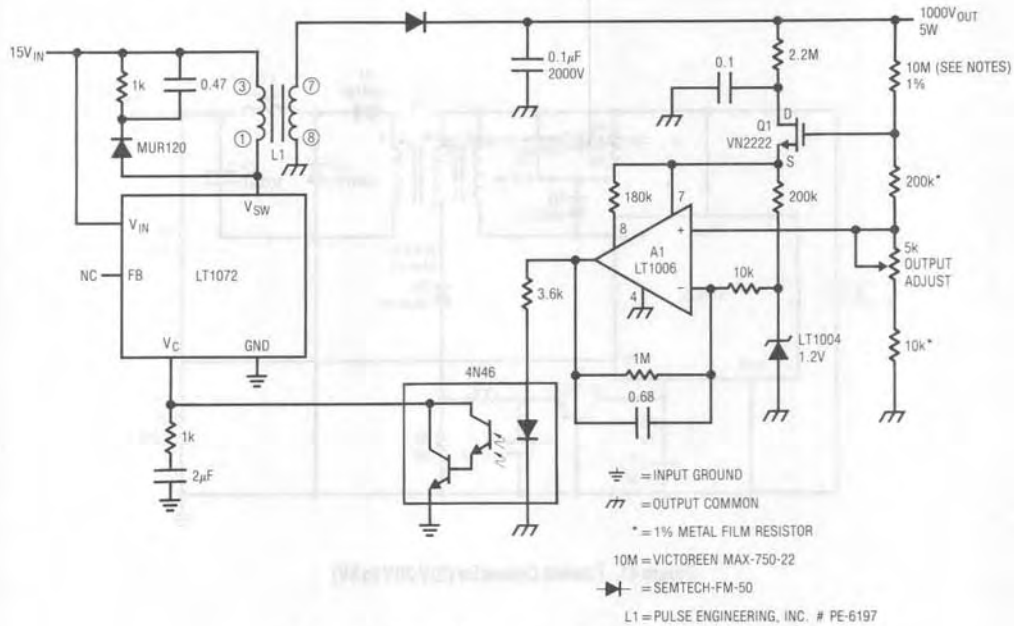 15VIN
1k
0.47
MUR120
3
1
L1
7
8
0.1µF
2000V
1000VOUT
5W
2.2M
0.1
10M (SEE NOTES)
1%
Q1
VN2222
D
S
200k*
180k
8
7
200k
+
A1
LT1006
4
−
10k
5k
OUTPUT
ADJUST
VSW
VIN
NC
FB
LT1072
VC
GND
3.6k
LT1004
1.2V
10k*
1M
0.68
4N46
1k
2µF
= INPUT GROUND
= OUTPUT COMMON
* = 1% METAL FILM RESISTOR
10M = VICTOREEN MAX-750-22
= SEMTECH-FM-50
L1 = PULSE ENGINEERING, INC. # PE-6197